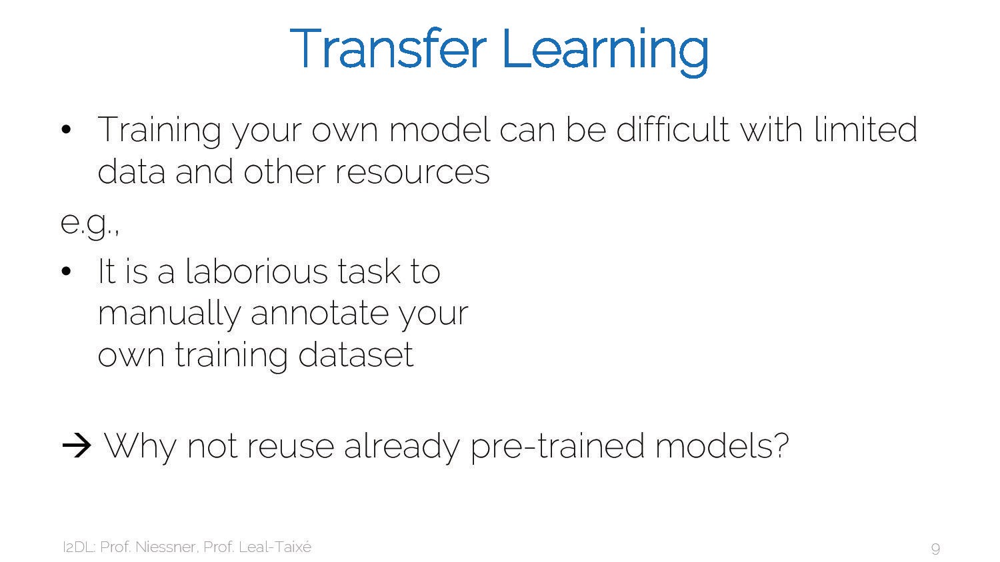 Transfer Learning
• Training your own model can be difficult with limited
data and other resources
e.g.,
• It is a laborious task to
manually annotate your
own training dataset
→ Why not reuse already pre-trained models?
I2DL: Prof. Niessner, Prof. Leal-Taixé
9